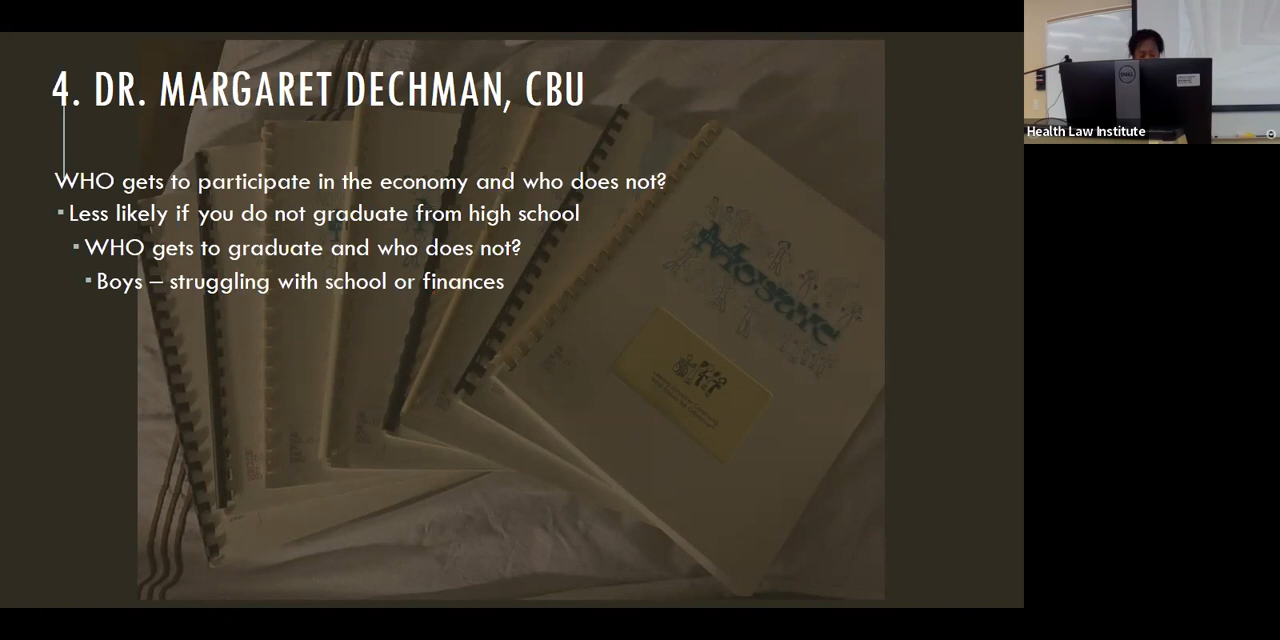 4. DR. MARGARET DECHMAN, CBU
WHO gets to participate in the economy and who does not?
Less likely if you do not graduate from high school
WHO gets to graduate and who does not?
Boys – struggling with school or finances
Mosaic
DELL
Health Law Institute